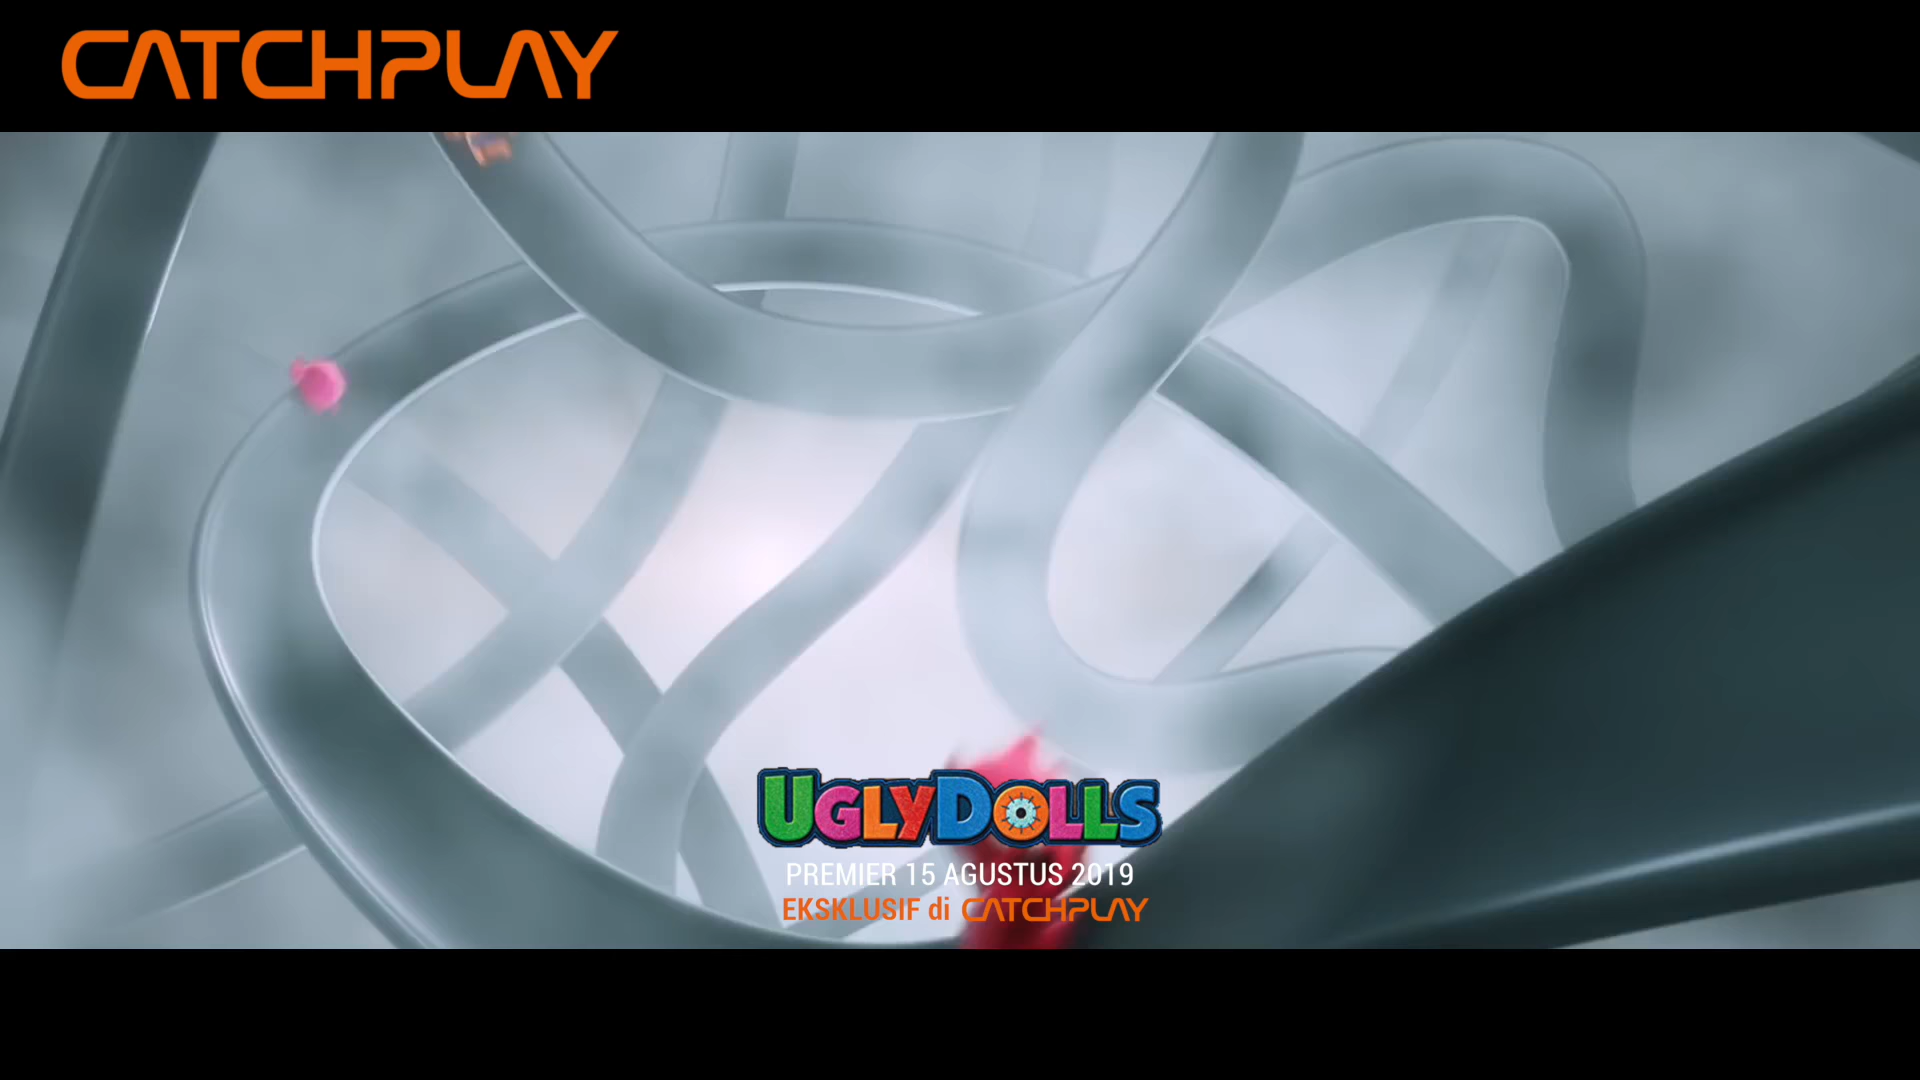 CATCHPLAY
UGLYDOLLS
PREMIER 15 AGUSTUS 2019
EKSKLUSIF di CATCHPLAY